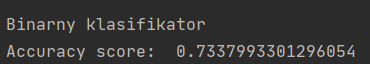 Binarny klasifikator
Accuracy score:  0.7337993301296054